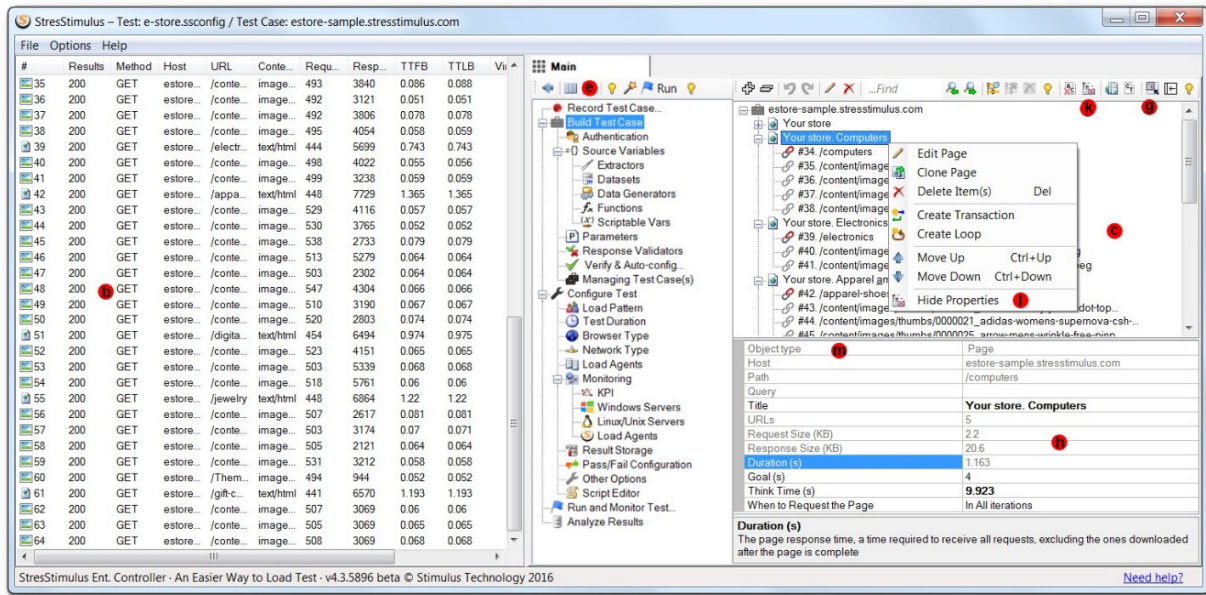 StresStimulus – Test: e-store.ssconfig / Test Case: estore-sample.stresstimulus.com
File Options Help
# Results Method Host URL Conte... Requ... Resp... TTFB TTLB
35 200 GET estore... /conte... image... 493 3840 0.086 0.088
36 200 GET estore... /conte... image... 492 3121 0.051 0.051
37 200 GET estore... /conte... image... 492 3806 0.078 0.078
38 200 GET estore... /conte... image... 495 4054 0.058 0.059
39 200 GET estore... /electr... text/html 444 5699 0.743 0.743
40 200 GET estore... /conte... image... 498 4022 0.055 0.056
41 200 GET estore... /conte... image... 499 3238 0.059 0.059
42 200 GET estore... /appa... text/html 448 7729 1.365 1.365
43 200 GET estore... /conte... image... 529 4116 0.057 0.057
44 200 GET estore... /conte... image... 530 3765 0.052 0.052
45 200 GET estore... /conte... image... 538 2733 0.079 0.079
46 200 GET estore... /conte... image... 513 5279 0.064 0.064
47 200 GET estore... /conte... image... 503 2302 0.064 0.064
48 200 GET estore... /conte... image... 547 4304 0.066 0.066
b
49 200 GET estore... /conte... image... 510 3190 0.067 0.067
50 200 GET estore... /conte... image... 520 2803 0.074 0.074
51 200 GET estore... /digita... text/html 454 6494 0.974 0.975
52 200 GET estore... /conte... image... 523 4151 0.065 0.065
53 200 GET estore... /conte... image... 503 5339 0.068 0.068
54 200 GET estore... /conte... image... 518 5761 0.06 0.06
55 200 GET estore... /jewelry text/html 448 6864 1.22 1.22
56 200 GET estore... /conte... image... 507 2617 0.081 0.081
57 200 GET estore... /conte... image... 503 3174 0.07 0.071
58 200 GET estore... /conte... image... 505 2121 0.064 0.064
59 200 GET estore... /conte... image... 531 3212 0.058 0.058
60 200 GET estore... /Them... image... 494 944 0.052 0.052
61 200 GET estore... /gift-c... text/html 441 6570 1.193 1.193
62 200 GET estore... /conte... image... 507 3069 0.06 0.06
63 200 GET estore... /conte... image... 505 3069 0.065 0.065
64 200 GET estore... /conte... image... 508 3069 0.068 0.068
Main
e Run
Record Test Case...
Build Test Case
Authentication
Source Variables
Extractors
Datasets
Data Generators
Functions
Scriptable Vars
Parameters
Response Validators
Verify & Auto-config...
Managing Test Case(s)
Configure Test
Load Pattern
Test Duration
Browser Type
Network Type
Load Agents
Monitoring
KPI
Windows Servers
Linux/Unix Servers
Load Agents
Result Storage
Pass/Fail Configuration
Other Options
Script Editor
Run and Monitor Test...
Analyze Results
...Find
k g
estore-sample.stresstimulus.com
Your store
Your store. Computers
#34. /computers
#35. /content/image
#36. /content/image
#37. /content/image
#38. /content/image
Your store. Electronics
#39. /electronics
#40. /content/image
#41. /content/image peg
Your store. Apparel an
#42. /apparel-shoe
#43. /content/image dot-top...
#44. /content/images/thumbs/0000021_adidas-womens-supernova-csh-...
#45. /content/images/thumbs/0000025_arrow-mens-wrinkle-free-pinp...
Edit Page
Clone Page
Delete Item(s) Del
Create Transaction
Create Loop
Move Up Ctrl+Up
Move Down Ctrl+Down
Hide Properties
c
m
h
Object type Page
Host estore-sample.stresstimulus.com
Path /computers
Query
Title Your store. Computers
URLs 5
Request Size (KB) 2.2
Response Size (KB) 20.6
Duration (s) 1.163
Goal (s) 4
Think Time (s) 9.923
When to Request the Page In All iterations
Duration (s)
The page response time, a time required to receive all requests, excluding the ones downloaded
after the page is complete
StresStimulus Ent. Controller · An Easier Way to Load Test · v4.3.5896 beta © Stimulus Technology 2016
Need help?